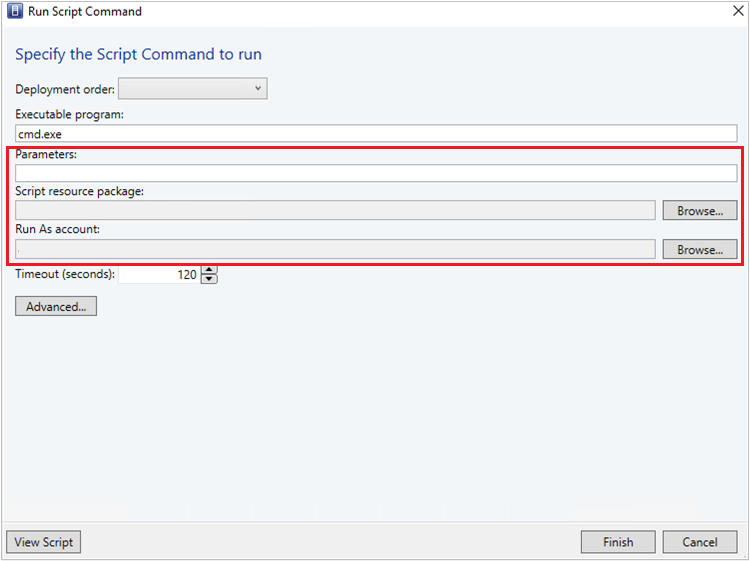 Run Script Command
Specify the Script Command to run
Deployment order:
Executable program:
cmd.exe
Parameters:
Script resource package:
Browse...
Run As account:
Browse...
Timeout (seconds): 120
Advanced...
View Script Finish Cancel